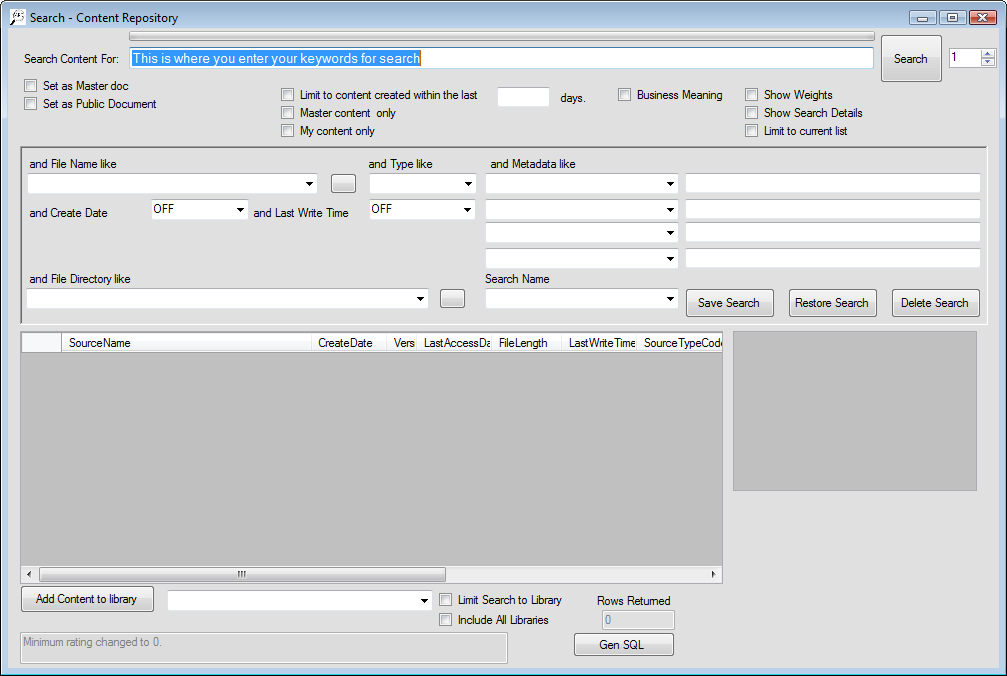 Search - Content Repository
Search Content For: This is where you enter your keywords for search Search 1
Set as Master doc
Set as Public Document
Limit to content created within the last days. Business Meaning Show Weights
Master content only Show Search Details
My content only Limit to current list
and File Name like and Type like and Metadata like
and Create Date OFF and Last Write Time OFF
and File Directory like Search Name
Save Search Restore Search Delete Search
SourceName CreateDate Vers LastAccessDa FileLength LastWriteTime SourceTypeCode
Add Content to library Limit Search to Library Rows Returned
Include All Libraries 0
Minimum rating changed to 0. Gen SQL